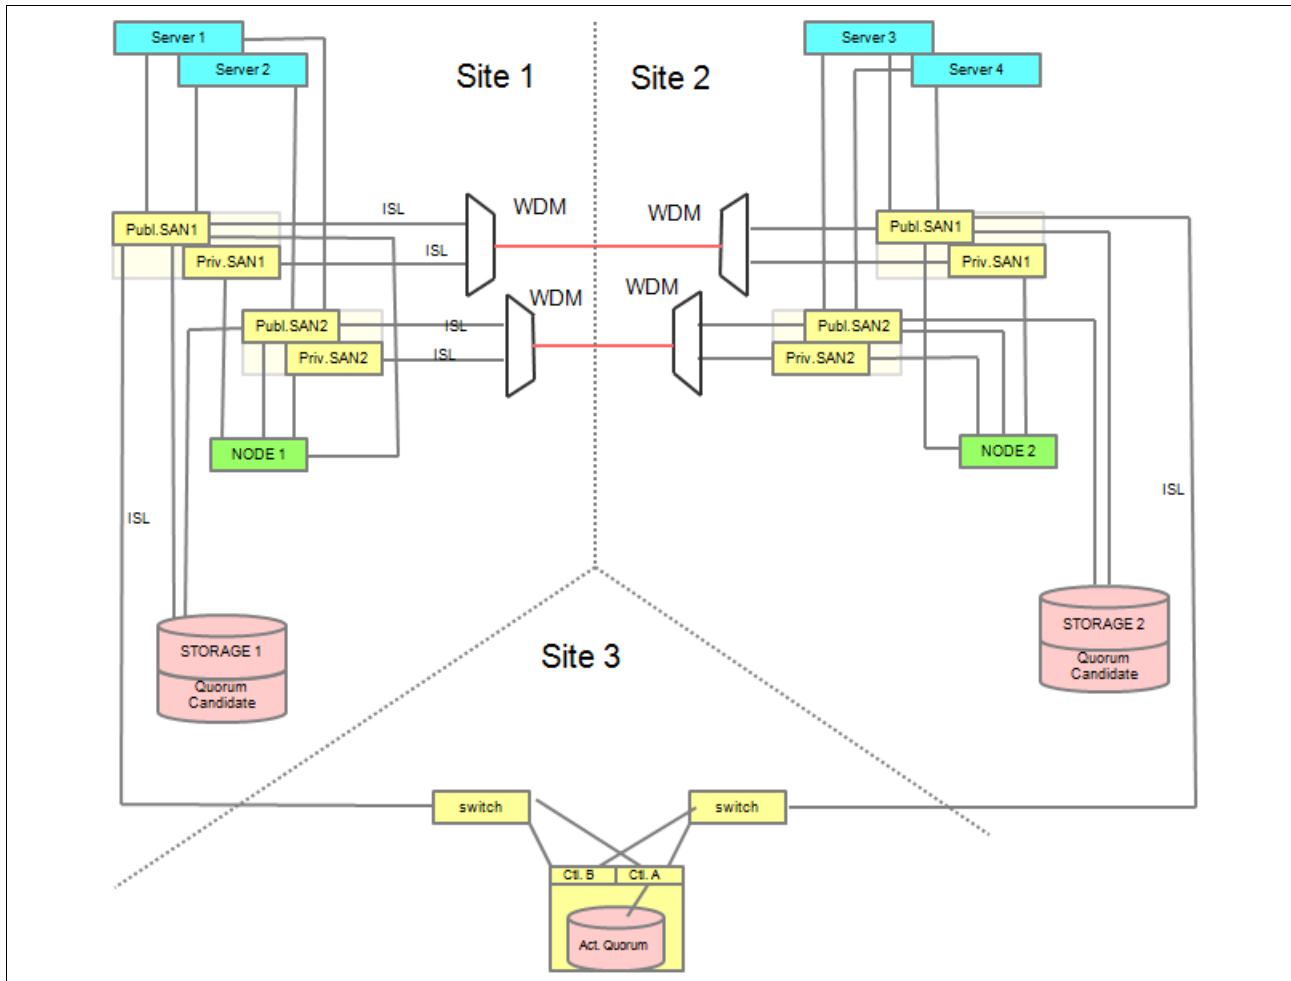 Server 1
Server 3
Server 2
Site 1
Site 2
Server 4
ISL
WDM
WDM
Publ.SAN1
Publ.SAN1
ISL
Priv.SAN1
Priv.SAN1
WDM
WDM
Publ.SAN2
ISL
Publ.SAN2
Priv.SAN2
ISL
Priv.SAN2
NODE 1
NODE 2
ISL
ISL
STORAGE 2
STORAGE 1
Site 3
Quorum
Candidate
Quorum
Candidate
switch
switch
Ctl. B
Ctl. A
Act. Quorum